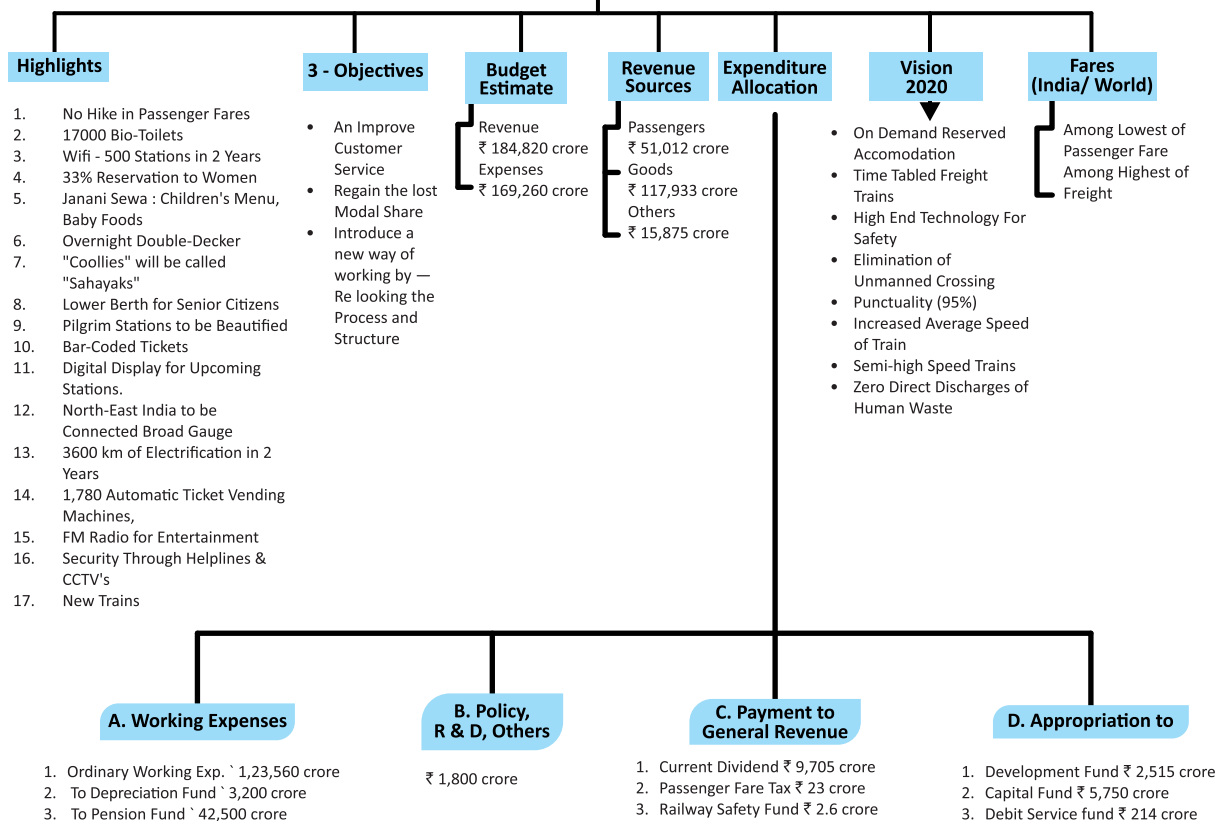 Highlights
1. No Hike in Passenger Fares
2. 17000 Bio-Toilets
3. Wifi - 500 Stations in 2 Years
4. 33% Reservation to Women
5. Janani Sewa : Children's Menu,
Baby Foods
6. Overnight Double-Decker
7. "Coollies" will be called
"Sahayaks"
8. Lower Berth for Senior Citizens
9. Pilgrim Stations to be Beautified
10. Bar-Coded Tickets
11. Digital Display for Upcoming
Stations.
12. North-East India to be
Connected Broad Gauge
13. 3600 km of Electrification in 2
Years
14. 1,780 Automatic Ticket Vending
Machines,
15. FM Radio for Entertainment
16. Security Through Helplines &
CCTV's
17. New Trains
3 - Objectives
• An Improve
Customer
Service
• Regain the lost
Modal Share
• Introduce a
new way of
working by —
Re looking the
Process and
Structure
Budget
Estimate
Revenue
₹ 184,820 crore
Expenses
₹ 169,260 crore
Revenue
Sources
Passengers
₹ 51,012 crore
Goods
₹ 117,933 crore
Others
₹ 15,875 crore
Expenditure
Allocation
Vision
2020
• On Demand Reserved
Accomodation
• Time Tabled Freight
Trains
• High End Technology For
Safety
• Elimination of
Unmanned Crossing
• Punctuality (95%)
• Increased Average Speed
of Train
• Semi-high Speed Trains
• Zero Direct Discharges of
Human Waste
Fares
(India/ World)
Among Lowest of
Passenger Fare
Among Highest of
Freight
A. Working Expenses
1. Ordinary Working Exp. ` 1,23,560 crore
2. To Depreciation Fund ` 3,200 crore
3. To Pension Fund ` 42,500 crore
B. Policy,
R & D, Others
₹ 1,800 crore
C. Payment to
General Revenue
1. Current Dividend ₹ 9,705 crore
2. Passenger Fare Tax ₹ 23 crore
3. Railway Safety Fund ₹ 2.6 crore
D. Appropriation to
1. Development Fund ₹ 2,515 crore
2. Capital Fund ₹ 5,750 crore
3. Debit Service fund ₹ 214 crore